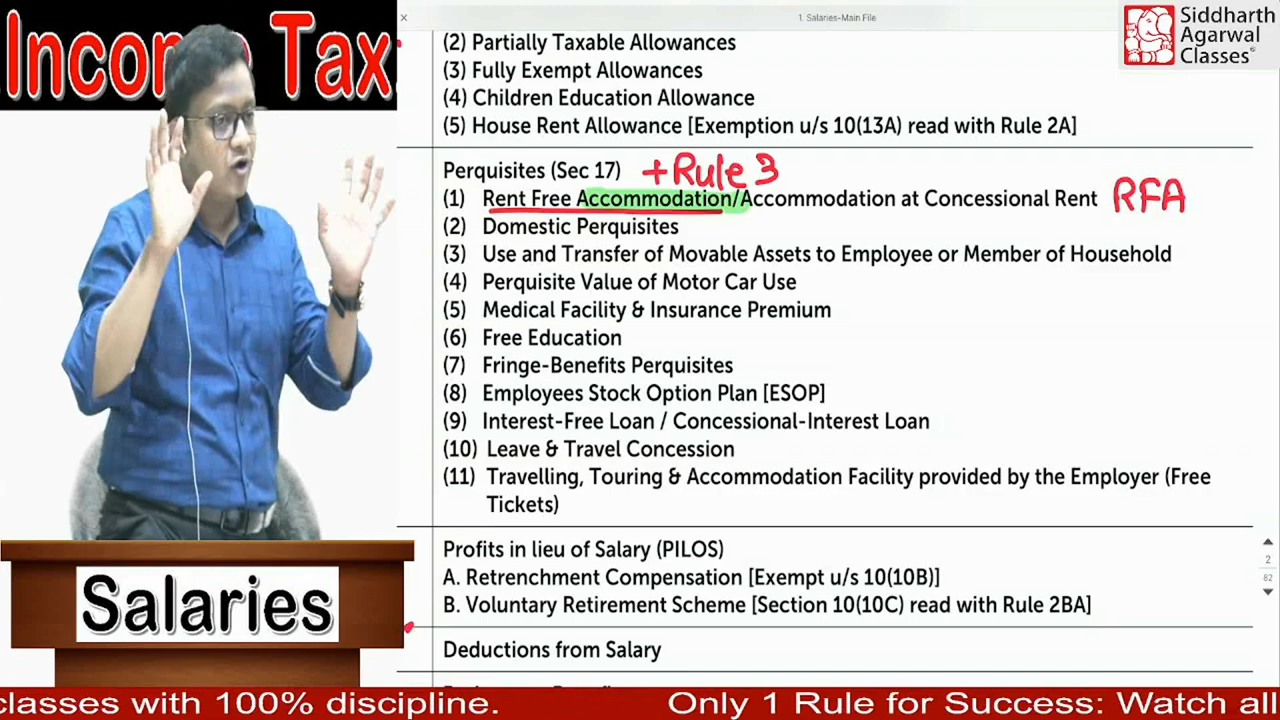 Income Tax
1. Salaries-Main File
Siddharth
Agarwal
Classes
(2) Partially Taxable Allowances
(3) Fully Exempt Allowances
(4) Children Education Allowance
(5) House Rent Allowance [Exemption u/s 10(13A) read with Rule 2A]
Perquisites (Sec 17) + Rule 3
(1) Rent Free Accommodation/Accommodation at Concessional Rent RFA
(2) Domestic Perquisites
(3) Use and Transfer of Movable Assets to Employee or Member of Household
(4) Perquisite Value of Motor Car Use
(5) Medical Facility & Insurance Premium
(6) Free Education
(7) Fringe-Benefits Perquisites
(8) Employees Stock Option Plan [ESOP]
(9) Interest-Free Loan / Concessional-Interest Loan
(10) Leave & Travel Concession
(11) Travelling, Touring & Accommodation Facility provided by the Employer (Free
Tickets)
Profits in lieu of Salary (PILOS)
A. Retrenchment Compensation [Exempt u/s 10(10B)]
B. Voluntary Retirement Scheme [Section 10(10C) read with Rule 2BA]
Deductions from Salary
2
82
Salaries
classes with 100% discipline. Only 1 Rule for Success: Watch all